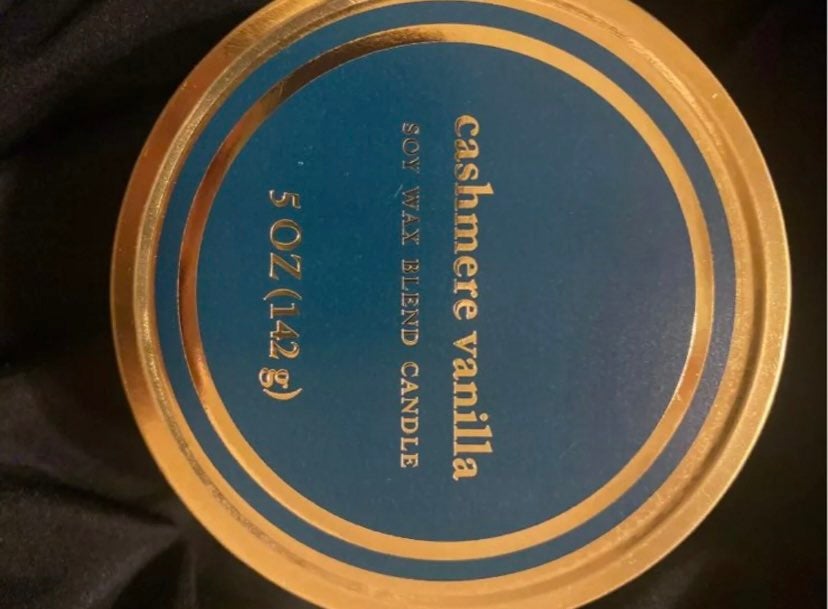 cashmere vanilla
SOY WAX BLEND CANDLE
5 OZ (142 g)